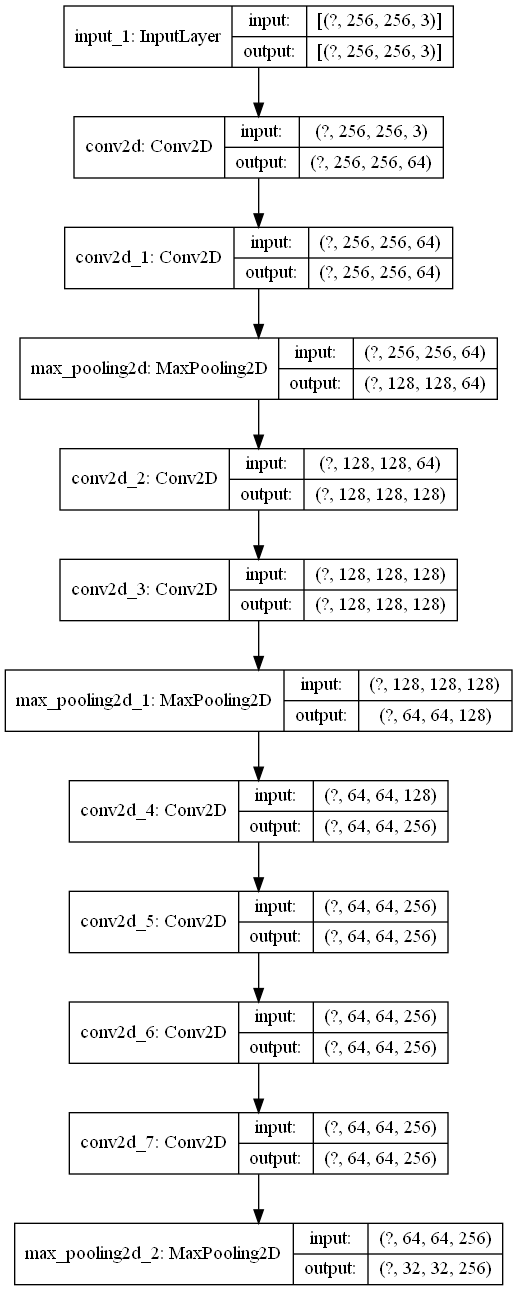 input_1: InputLayer input: [(?, 256, 256, 3)]
output: [(?, 256, 256, 3)]
conv2d: Conv2D input: (?, 256, 256, 3)
output: (?, 256, 256, 64)
conv2d_1: Conv2D input: (?, 256, 256, 64)
output: (?, 256, 256, 64)
max_pooling2d: MaxPooling2D input: (?, 256, 256, 64)
output: (?, 128, 128, 64)
conv2d_2: Conv2D input: (?, 128, 128, 64)
output: (?, 128, 128, 128)
conv2d_3: Conv2D input: (?, 128, 128, 128)
output: (?, 128, 128, 128)
max_pooling2d_1: MaxPooling2D input: (?, 128, 128, 128)
output: (?, 64, 64, 128)
conv2d_4: Conv2D input: (?, 64, 64, 128)
output: (?, 64, 64, 256)
conv2d_5: Conv2D input: (?, 64, 64, 256)
output: (?, 64, 64, 256)
conv2d_6: Conv2D input: (?, 64, 64, 256)
output: (?, 64, 64, 256)
conv2d_7: Conv2D input: (?, 64, 64, 256)
output: (?, 64, 64, 256)
max_pooling2d_2: MaxPooling2D input: (?, 64, 64, 256)
output: (?, 32, 32, 256)